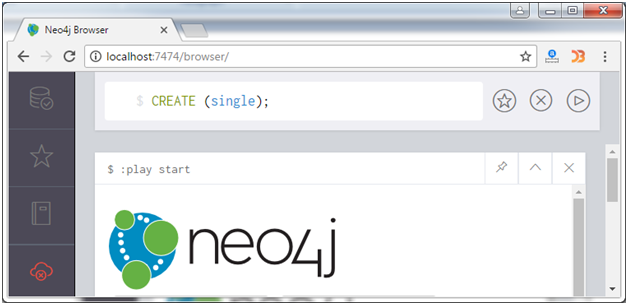 Neo4j Browser
localhost:7474/browser/
$ CREATE (single);
$ :play start
neo4j